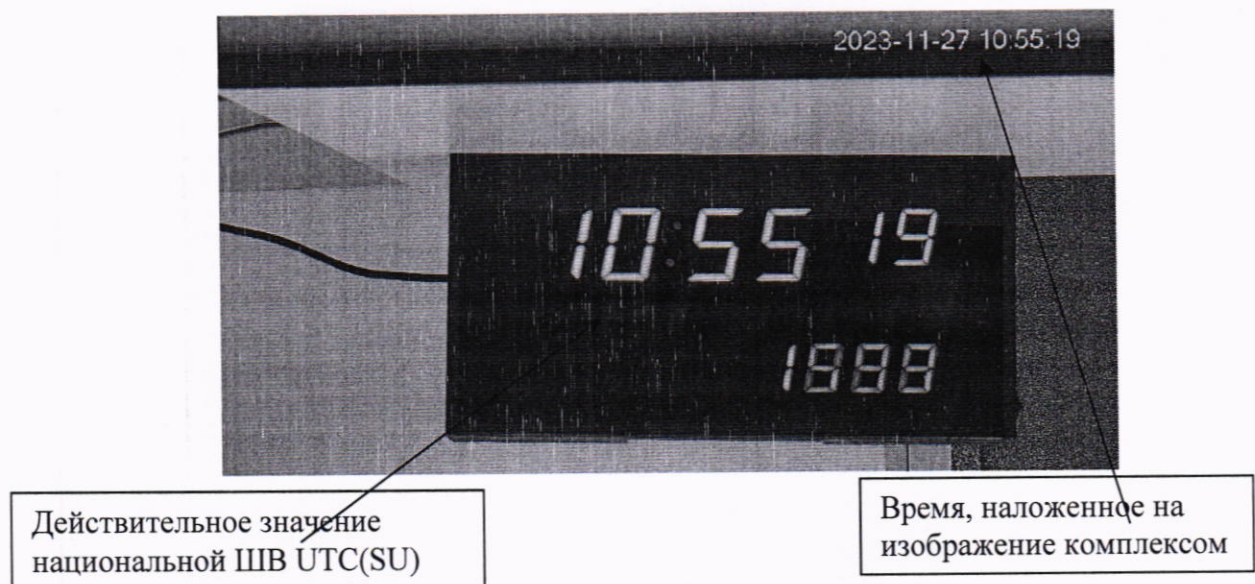 2023-11-27 10:55:19
10:55 19
1888
Действительное значение
национальной ШВ UTC(SU)
Время, наложенное на
изображение комплексом